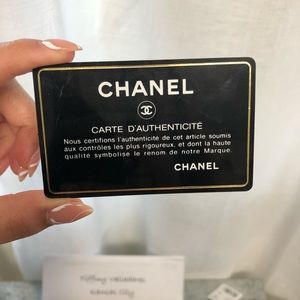 CHANEL
CARTE D'AUTHENTICITÉ
Nous certifions l'authenticité de cet article soumis
aux contrôles les plus rigoureux, et dont la haute
qualité symbolise le renom de notre Marque.
CHANEL